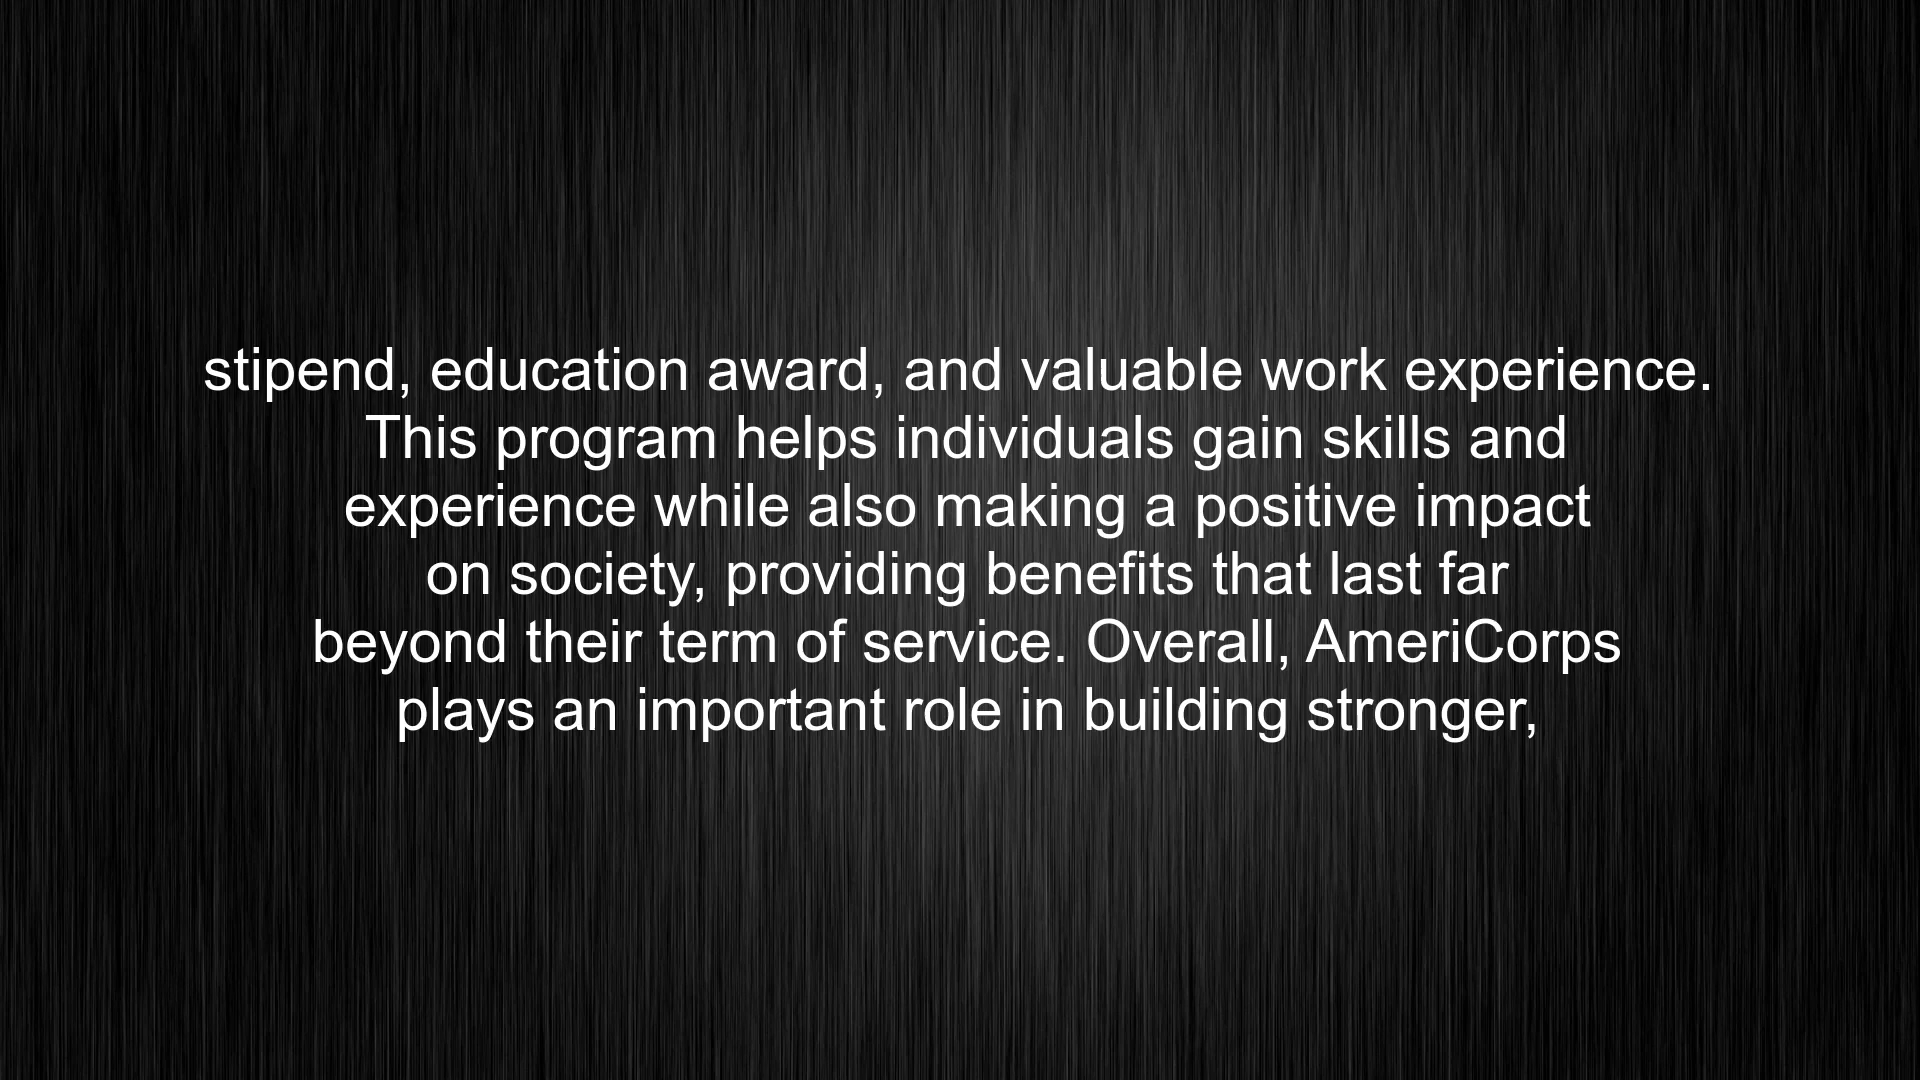 stipend, education award, and valuable work experience.
This program helps individuals gain skills and
experience while also making a positive impact
on society, providing benefits that last far
beyond their term of service. Overall, AmeriCorps
plays an important role in building stronger,